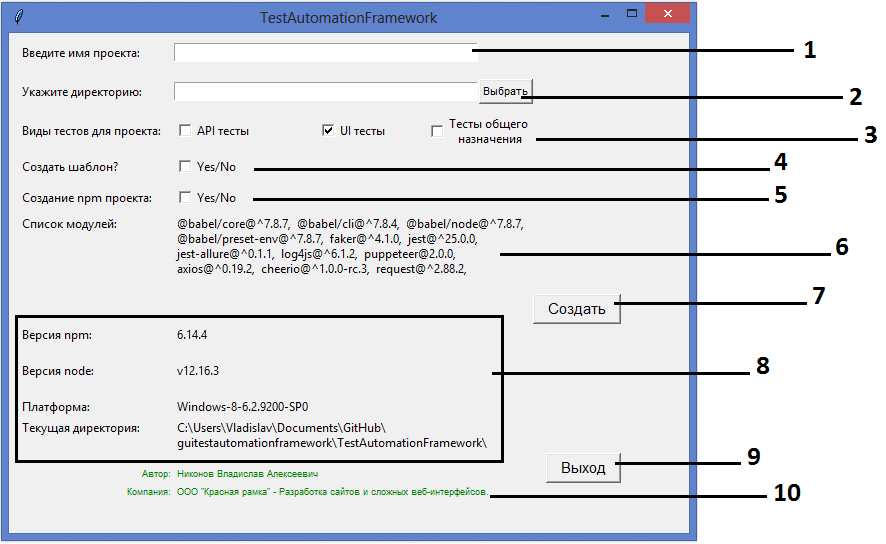 TestAutomationFramework
Введите имя проекта:
1
Укажите директорию:
Выбрать
2
Виды тестов для проекта:
API тесты
UI тесты
Тесты общего
назначения
3
Создать шаблон?
Yes/No
4
Создание npm проекта:
Yes/No
5
Список модулей:
@babel/core@^7.8.7, @babel/cli@^7.8.4, @babel/node@^7.8.7,
@babel/preset-env@^7.8.7, faker@^4.1.0, jest@^25.0.0,
jest-allure@^0.1.1, log4js@^6.1.2, puppeteer@2.0.0,
axios@^0.19.2, cheerio@^1.0.0-rc.3, request@^2.88.2,
6
Создать
7
Версия npm:
6.14.4
Версия node:
v12.16.3
8
Платформа:
Windows-8-6.2.9200-SP0
Текущая директория:
C:\Users\Vladislav\Documents\GitHub\
guitestautomationframework\TestAutomationFramework\
Выход
9
Автор: Никонов Владислав Алексеевич
Компания: ООО "Красная рамка" - Разработка сайтов и сложных веб-интерфейсов.
10